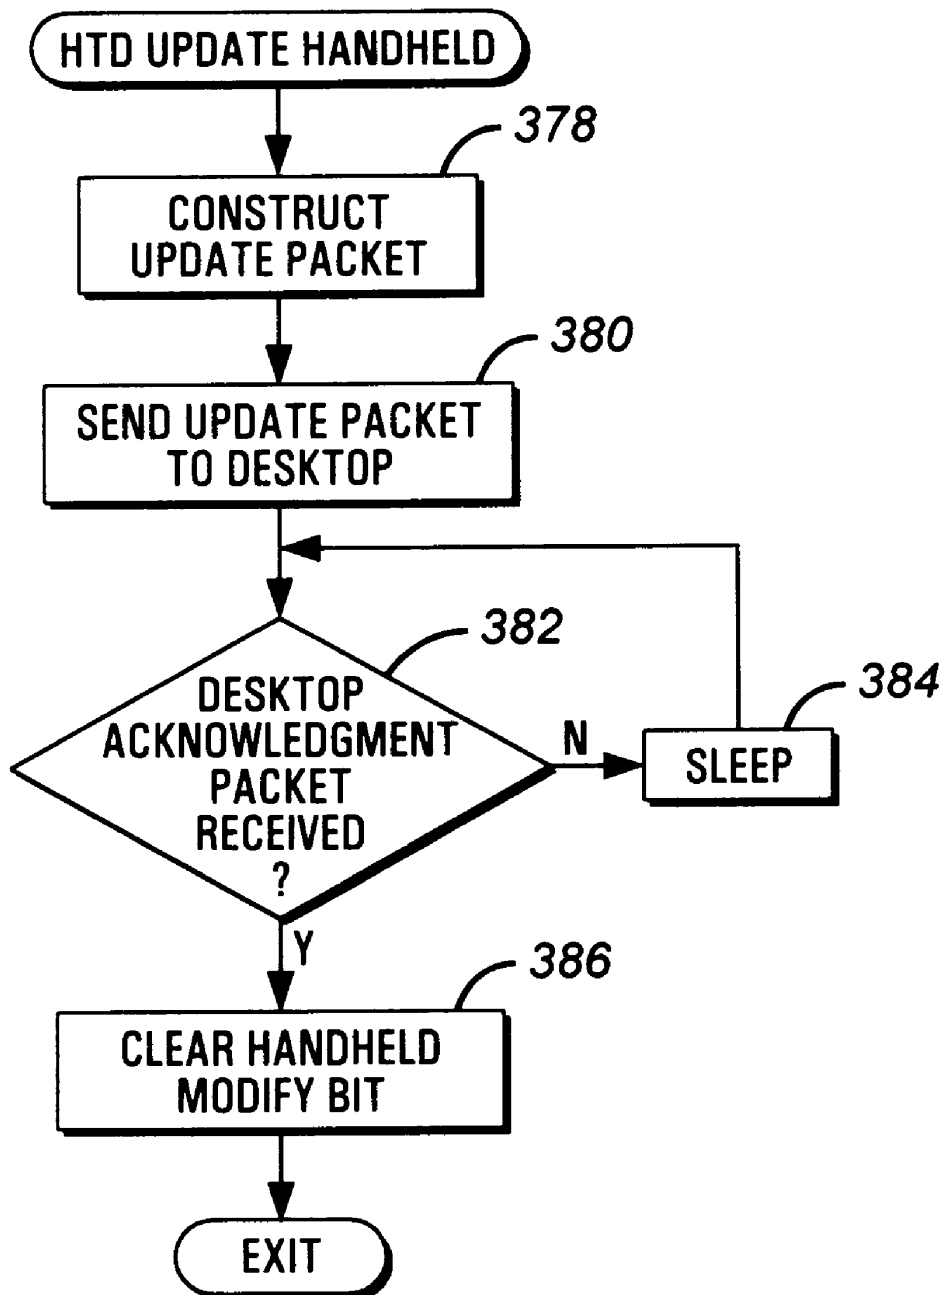 HTD UPDATE HANDHELD
378
CONSTRUCT
UPDATE PACKET
380
SEND UPDATE PACKET
TO DESKTOP
382
DESKTOP
ACKNOWLEDGMENT
PACKET
RECEIVED
?
N
384
SLEEP
Y
386
CLEAR HANDHELD
MODIFY BIT
EXIT